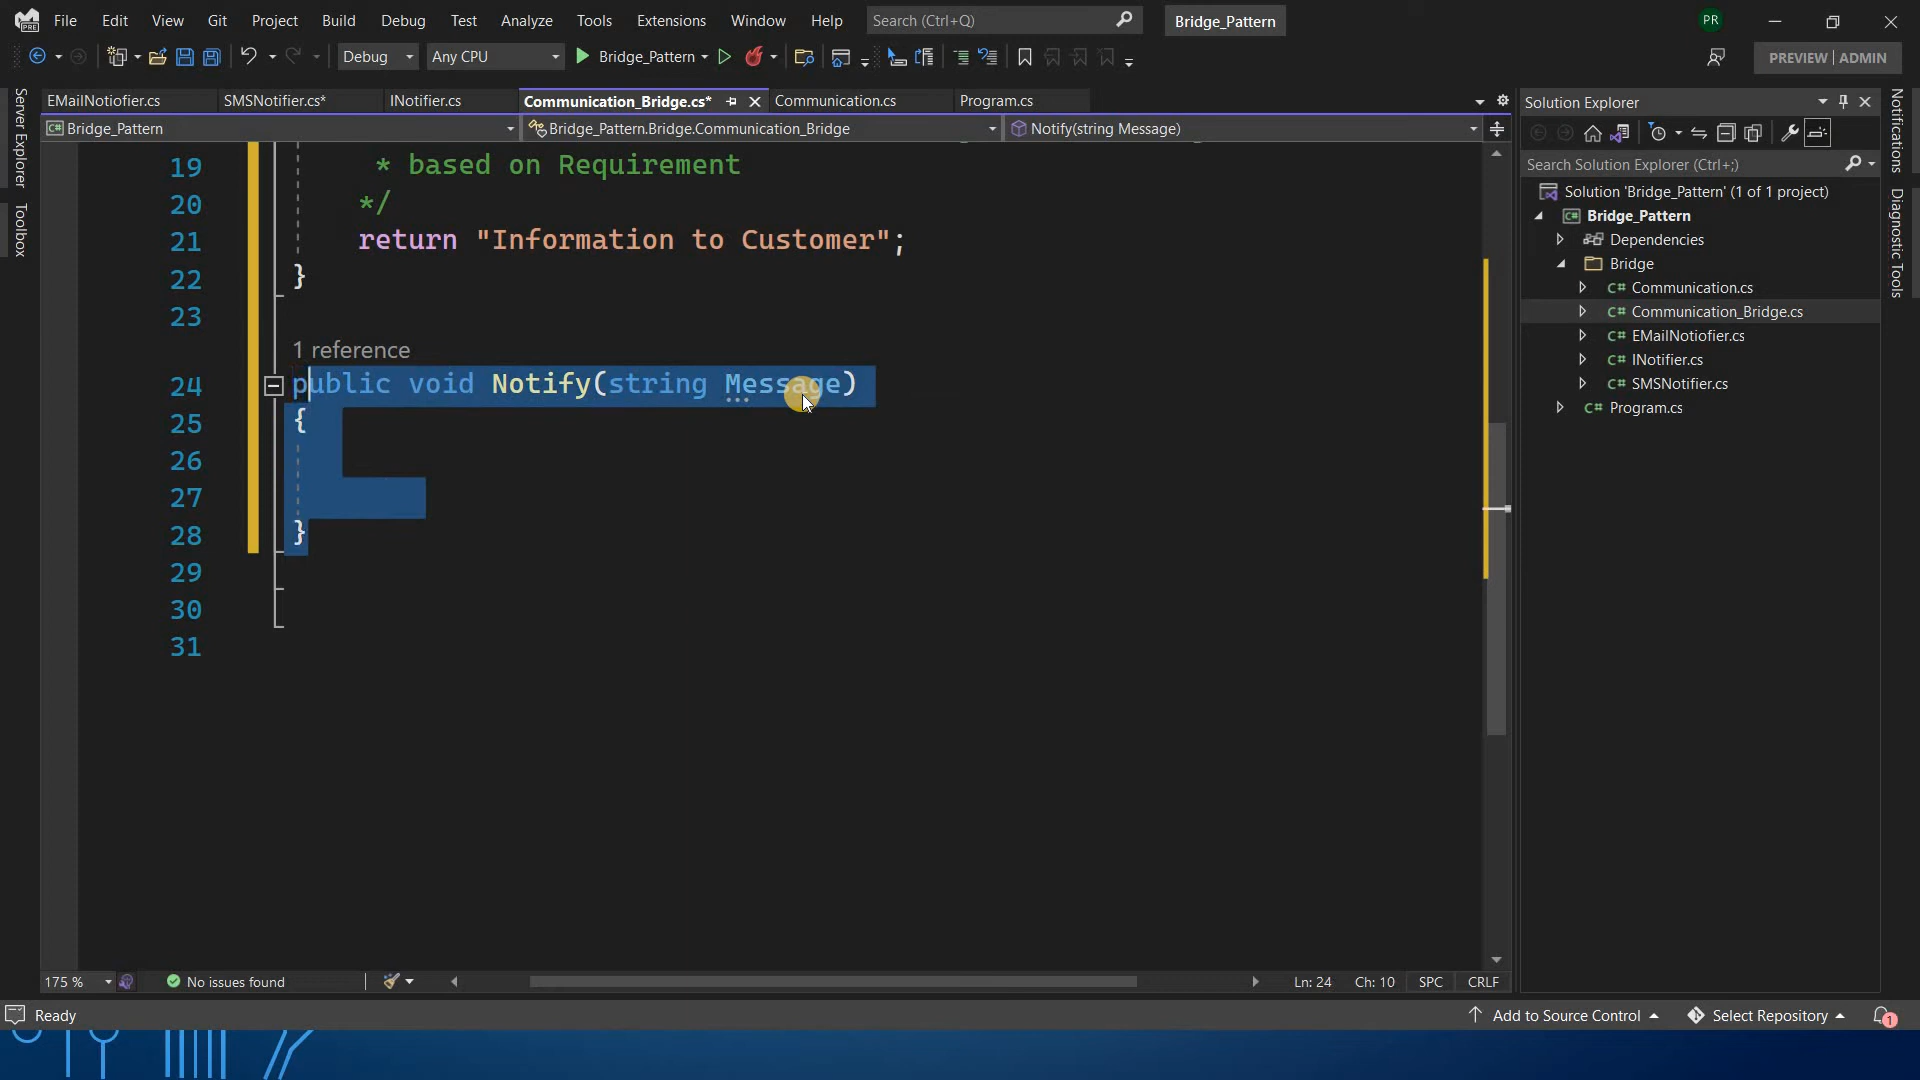 File Edit View Git Project Build Debug Test Analyze Tools Extensions Window Help Search (Ctrl+Q) Bridge_Pattern PR
Debug Any CPU Bridge_Pattern PREVIEW | ADMIN
EMailNotiofier.cs SMSNotifier.cs* INotifier.cs Communication_Bridge.cs* Communication.cs Program.cs
Bridge_Pattern Bridge_Pattern.Bridge.Communication_Bridge Notify(string Message)
19 * based on Requirement
20 */
21 return "Information to Customer";
22 }
23
1 reference
24 public void Notify(string Message)
25 {
26
27
28 }
29
30
31
175 % No issues found Ln: 24 Ch: 10 SPC CRLF
Server Explorer
Toolbox
Solution Explorer
Search Solution Explorer (Ctrl+;)
Solution 'Bridge_Pattern' (1 of 1 project)
Bridge_Pattern
Dependencies
Bridge
C# Communication.cs
C# Communication_Bridge.cs
C# EMailNotiofier.cs
C# INotifier.cs
C# SMSNotifier.cs
C# Program.cs
Notifications
Diagnostic Tools
Ready Add to Source Control Select Repository 1